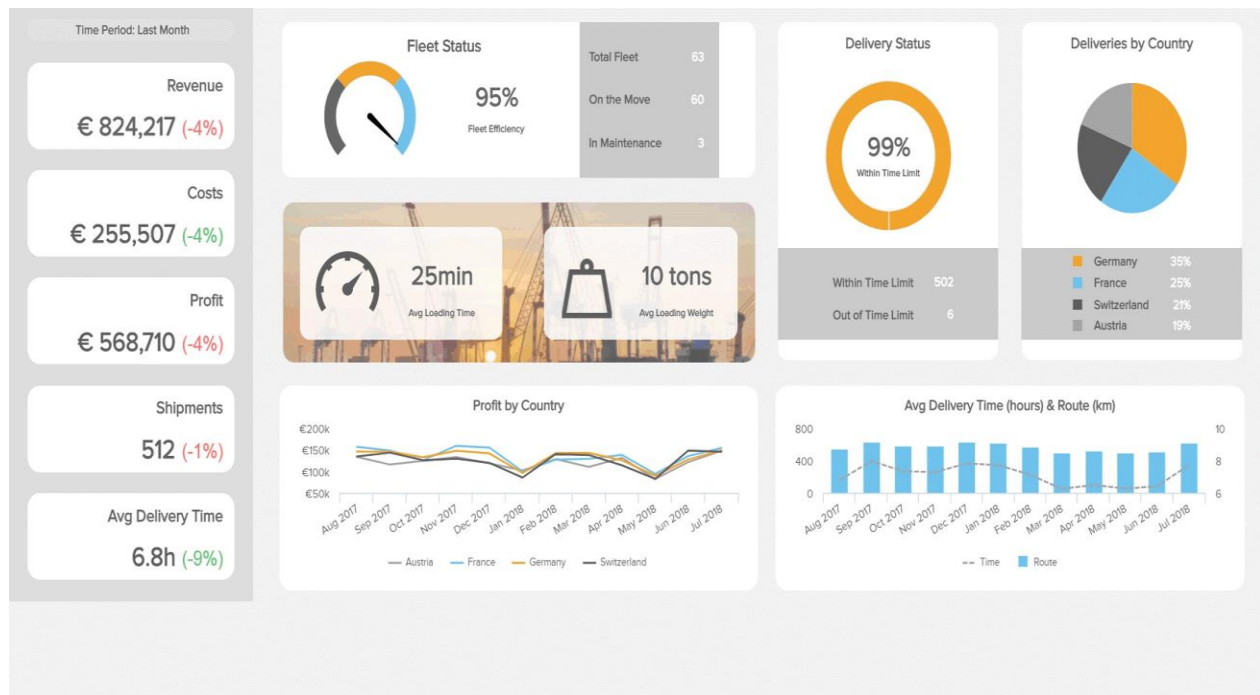 Time Period: Last Month
Revenue
€ 824,217 (-4%)
Costs
€ 255,507 (-4%)
Profit
€ 568,710 (-4%)
Shipments
512 (-1%)
Avg Delivery Time
6.8h (-9%)
Fleet Status
95%
Fleet Efficiency
Total Fleet 63
On the Move 60
In Maintenance 3
25min
Avg Loading Time
10 tons
Avg Loading Weight
Delivery Status
99%
Within Time Limit
Within Time Limit 502
Out of Time Limit 6
Deliveries by Country
Germany 35%
France 25%
Switzerland 21%
Austria 19%
Profit by Country
€200k
€150k
€100k
€50k
Aug 2017 Sep 2017 Oct 2017 Nov 2017 Dec 2017 Jan 2018 Feb 2018 Mar 2018 Apr 2018 May 2018 Jun 2018 Jul 2018
Austria France Germany Switzerland
Avg Delivery Time (hours) & Route (km)
800 10
400 8
0 6
Aug 2017 Sep 2017 Oct 2017 Nov 2017 Dec 2017 Jan 2018 Feb 2018 Mar 2018 Apr 2018 May 2018 Jun 2018 Jul 2018
Time Route